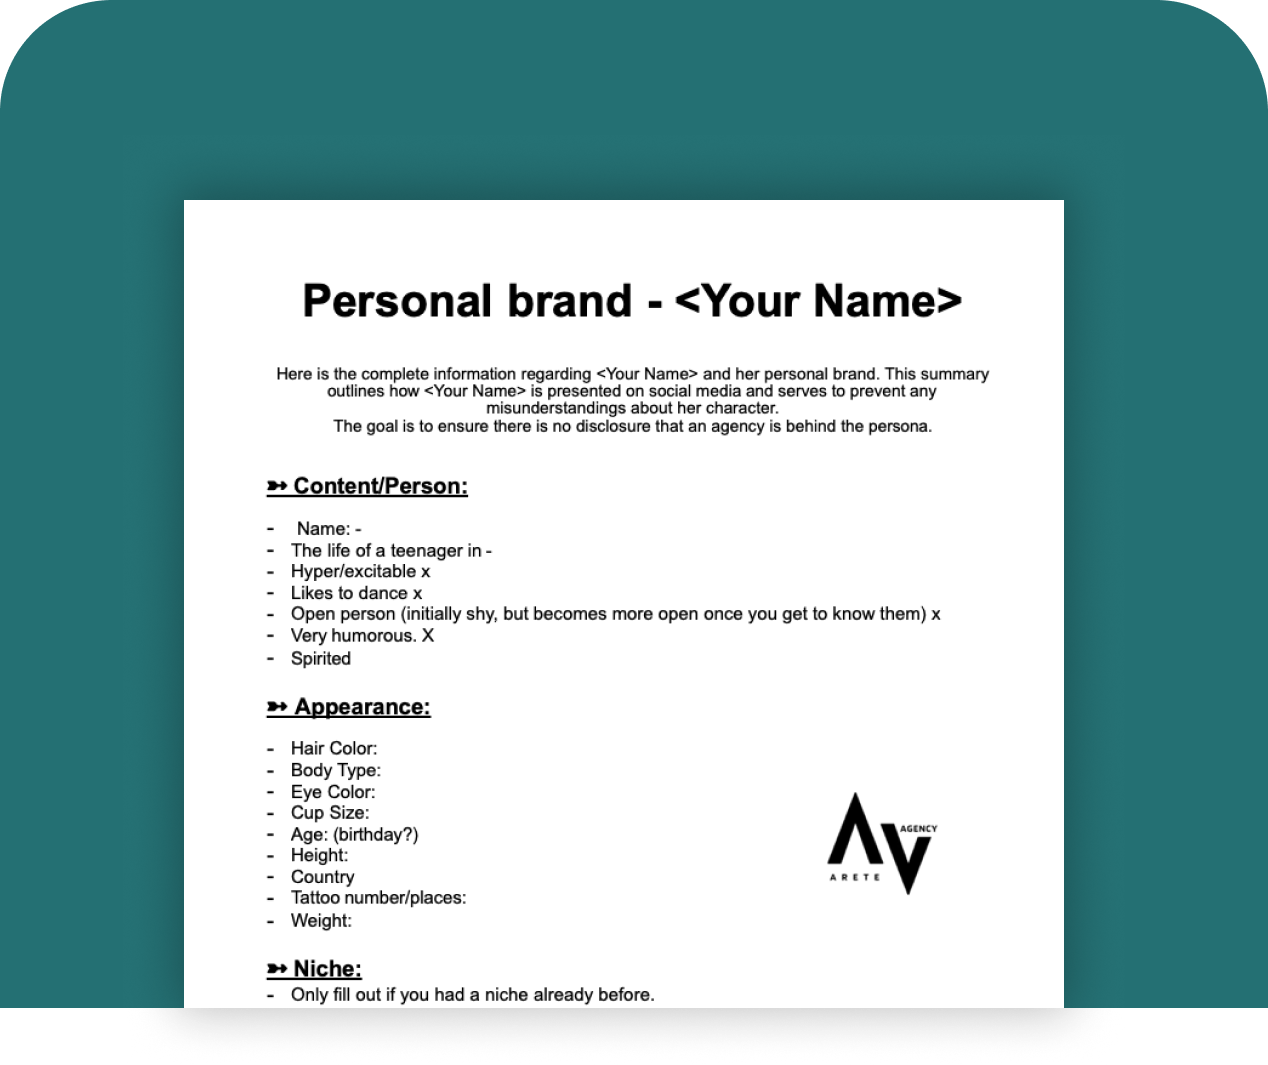 Personal brand - <Your Name>
Here is the complete information regarding <Your Name> and her personal brand. This summary
outlines how <Your Name> is presented on social media and serves to prevent any
misunderstandings about her character.
The goal is to ensure there is no disclosure that an agency is behind the persona.
➽ Content/Person:
- Name: -
- The life of a teenager in -
- Hyper/excitable x
- Likes to dance x
- Open person (initially shy, but becomes more open once you get to know them) x
- Very humorous. X
- Spirited
➽ Appearance:
- Hair Color:
- Body Type:
- Eye Color:
- Cup Size:
- Age: (birthday?)
- Height:
- Country
- Tattoo number/places:
- Weight:
AV
AGENCY
ARETE
➽ Niche:
- Only fill out if you had a niche already before.